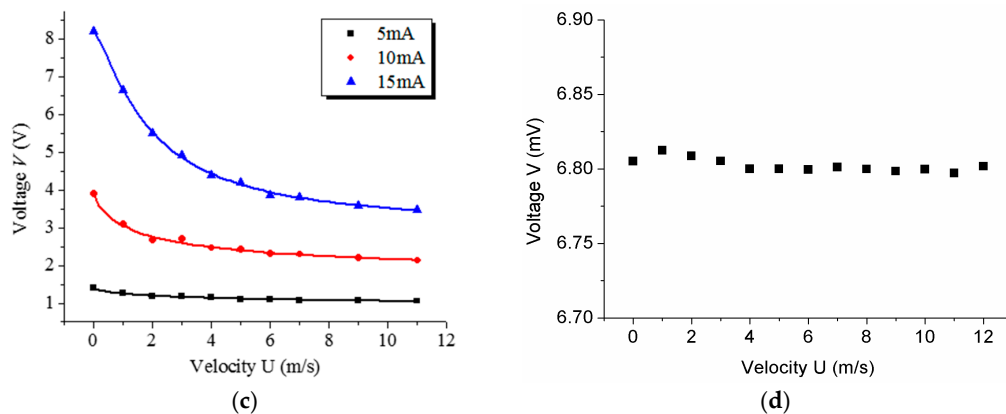 5mA
10mA
15mA
Voltage V (V)
8
7
6
5
4
3
2
1
0 2 4 6 8 10 12
Velocity U (m/s)
(c)
Voltage V (mV)
6.90
6.85
6.80
6.75
6.70
0 2 4 6 8 10 12
Velocity U (m/s)
(d)